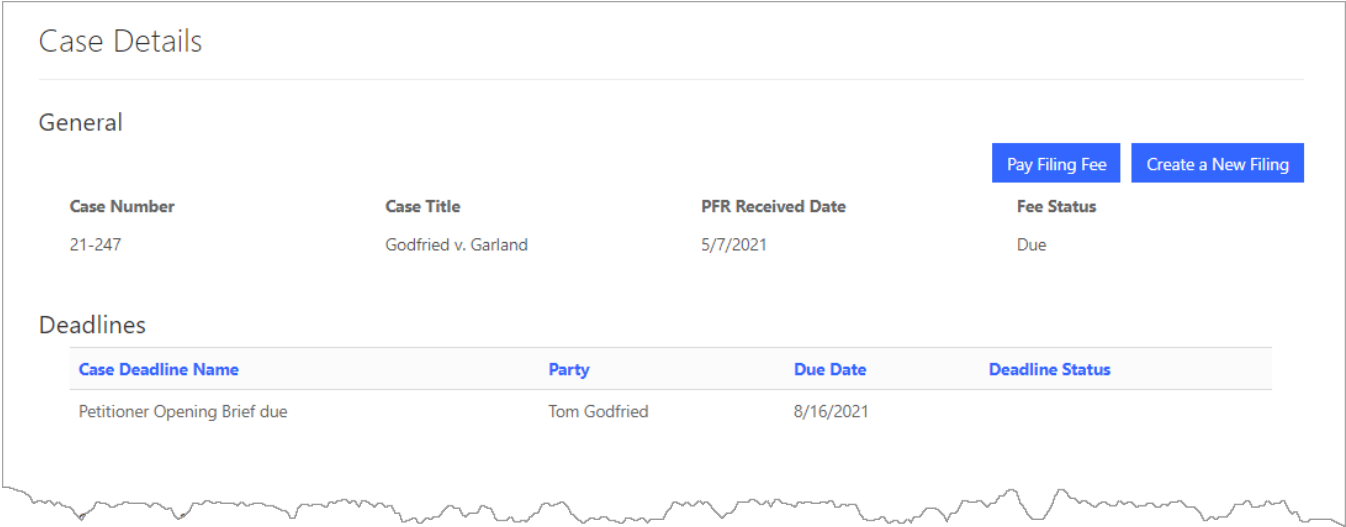 Case Details
General
Pay Filing Fee Create a New Filing
Case Number Case Title PFR Received Date Fee Status
21-247 Godfried v. Garland 5/7/2021 Due
Deadlines
Case Deadline Name Party Due Date Deadline Status
Petitioner Opening Brief due Tom Godfried 8/16/2021